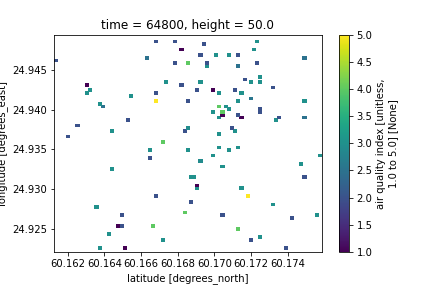 time = 64800, height = 50.0
24.945
24.940
24.935
24.930
24.925
longitude [degrees_east]
60.162 60.164 60.166 60.168 60.170 60.172 60.174
latitude [degrees_north]
5.0
4.5
4.0
3.5
3.0
2.5
2.0
1.5
1.0
air quality index [unitless,
1.0 to 5.0] [None]